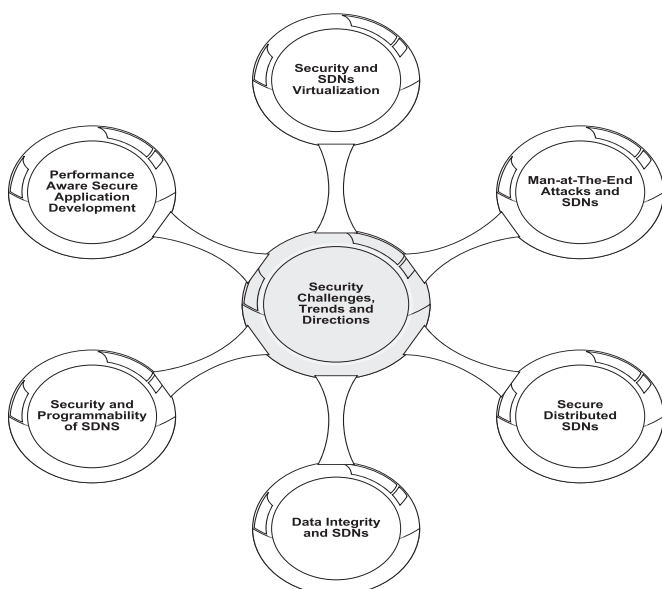 Security and
SDNs
Virtualization
Performance
Aware Secure
Application
Development
Man-at-The-End
Attacks and
SDNs
Security
Challenges,
Trends and
Directions
Security and
Programmability
of SDNS
Secure
Distributed
SDNs
Data Integrity
and SDNs